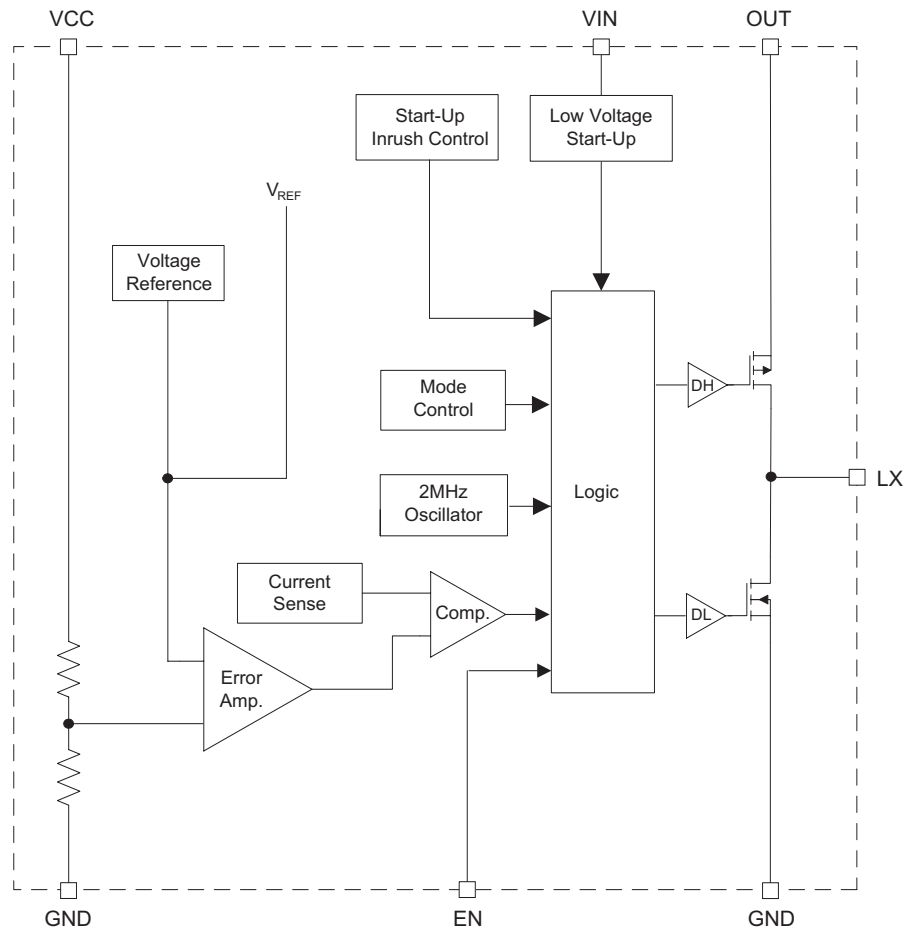 VCC
VIN
OUT
Start-Up
Inrush Control
Low Voltage
Start-Up
VREF
Voltage
Reference
Mode
Control
DH
2MHz
Oscillator
Logic
LX
Current
Sense
Comp.
DL
Error
Amp.
GND
EN
GND